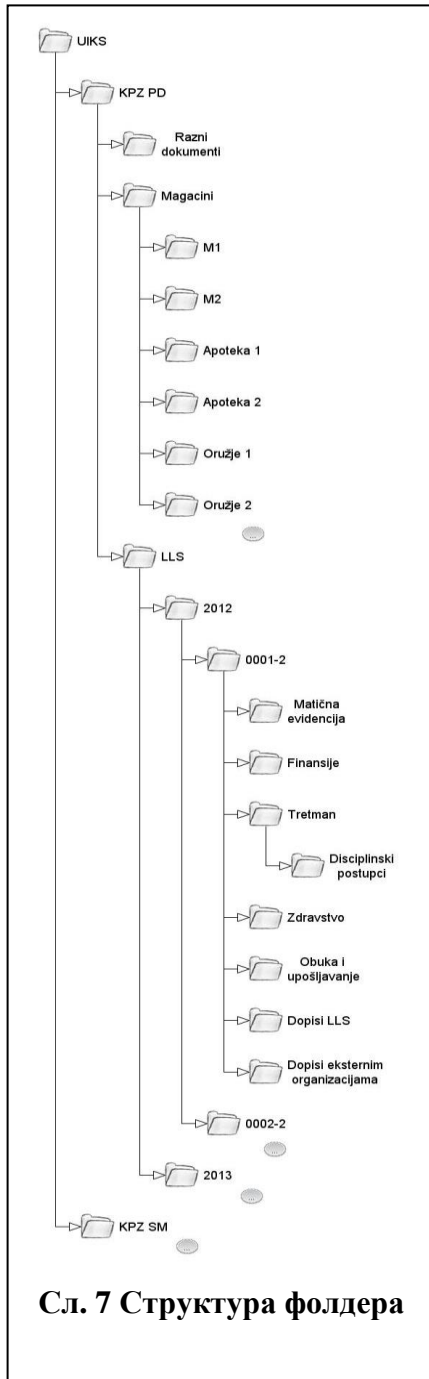 UIKS
KPZ PD
Razni
dokumenti
Magacini
M1
M2
Apoteka 1
Apoteka 2
Oružje 1
Oružje 2
...
LLS
2012
0001-2
Matična
evidencija
Finansije
Tretman
Disciplinski
postupci
Zdravstvo
Obuka i
upošljavanje
Dopisi LLS
Dopisi eksternim
organizacijama
0002-2
...
2013
...
KPZ SM
...
Сл. 7 Структура фолдера